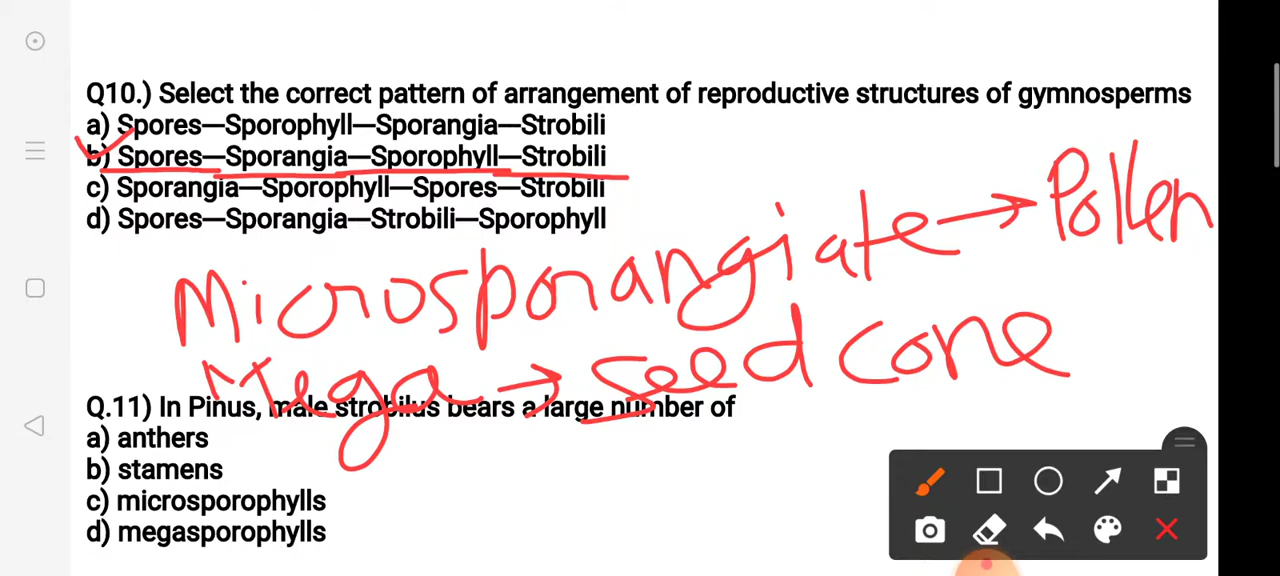 Q10.) Select the correct pattern of arrangement of reproductive structures of gymnosperms
a) Spores—Sporophyll—Sporangia—Strobili
b) Spores—Sporangia—Sporophyll—Strobili
c) Sporangia—Sporophyll—Spores—Strobili
d) Spores—Sporangia—Strobili—Sporophyll
Microsporangiate → Pollen
Mega → Seed cone
Q.11) In Pinus, male strobilus bears a large number of
a) anthers
b) stamens
c) microsporophylls
d) megasporophylls